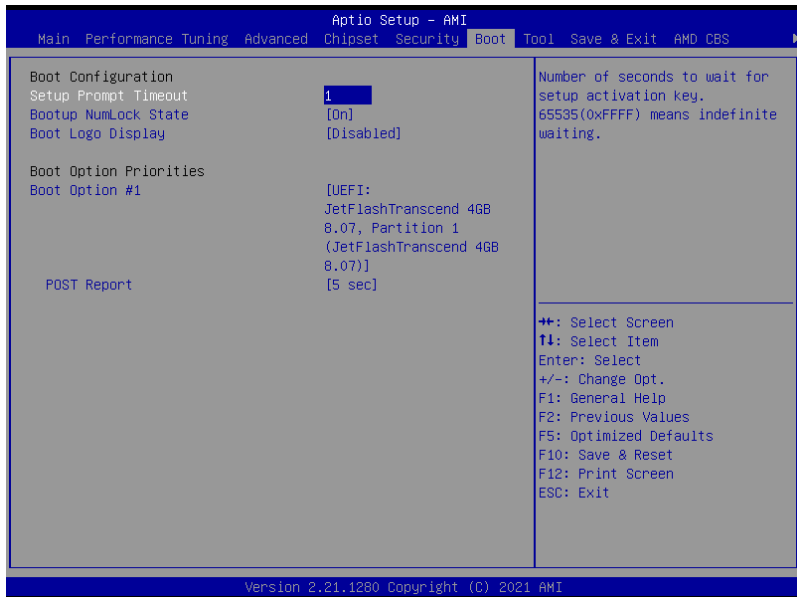 Aptio Setup – AMI
Main Performance Tuning Advanced Chipset Security Boot Tool Save & Exit AMD CBS
Boot Configuration
Setup Prompt Timeout 1
Bootup NumLock State [On]
Boot Logo Display [Disabled]
Boot Option Priorities
Boot Option #1 [UEFI:
JetFlashTranscend 4GB
8.07, Partition 1
(JetFlashTranscend 4GB
8.07)]
POST Report [5 sec]
Number of seconds to wait for
setup activation key.
65535(0xFFFF) means indefinite
waiting.
→←: Select Screen
↑↓: Select Item
Enter: Select
+/-: Change Opt.
F1: General Help
F2: Previous Values
F5: Optimized Defaults
F10: Save & Reset
F12: Print Screen
ESC: Exit
Version 2.21.1280 Copyright (C) 2021 AMI